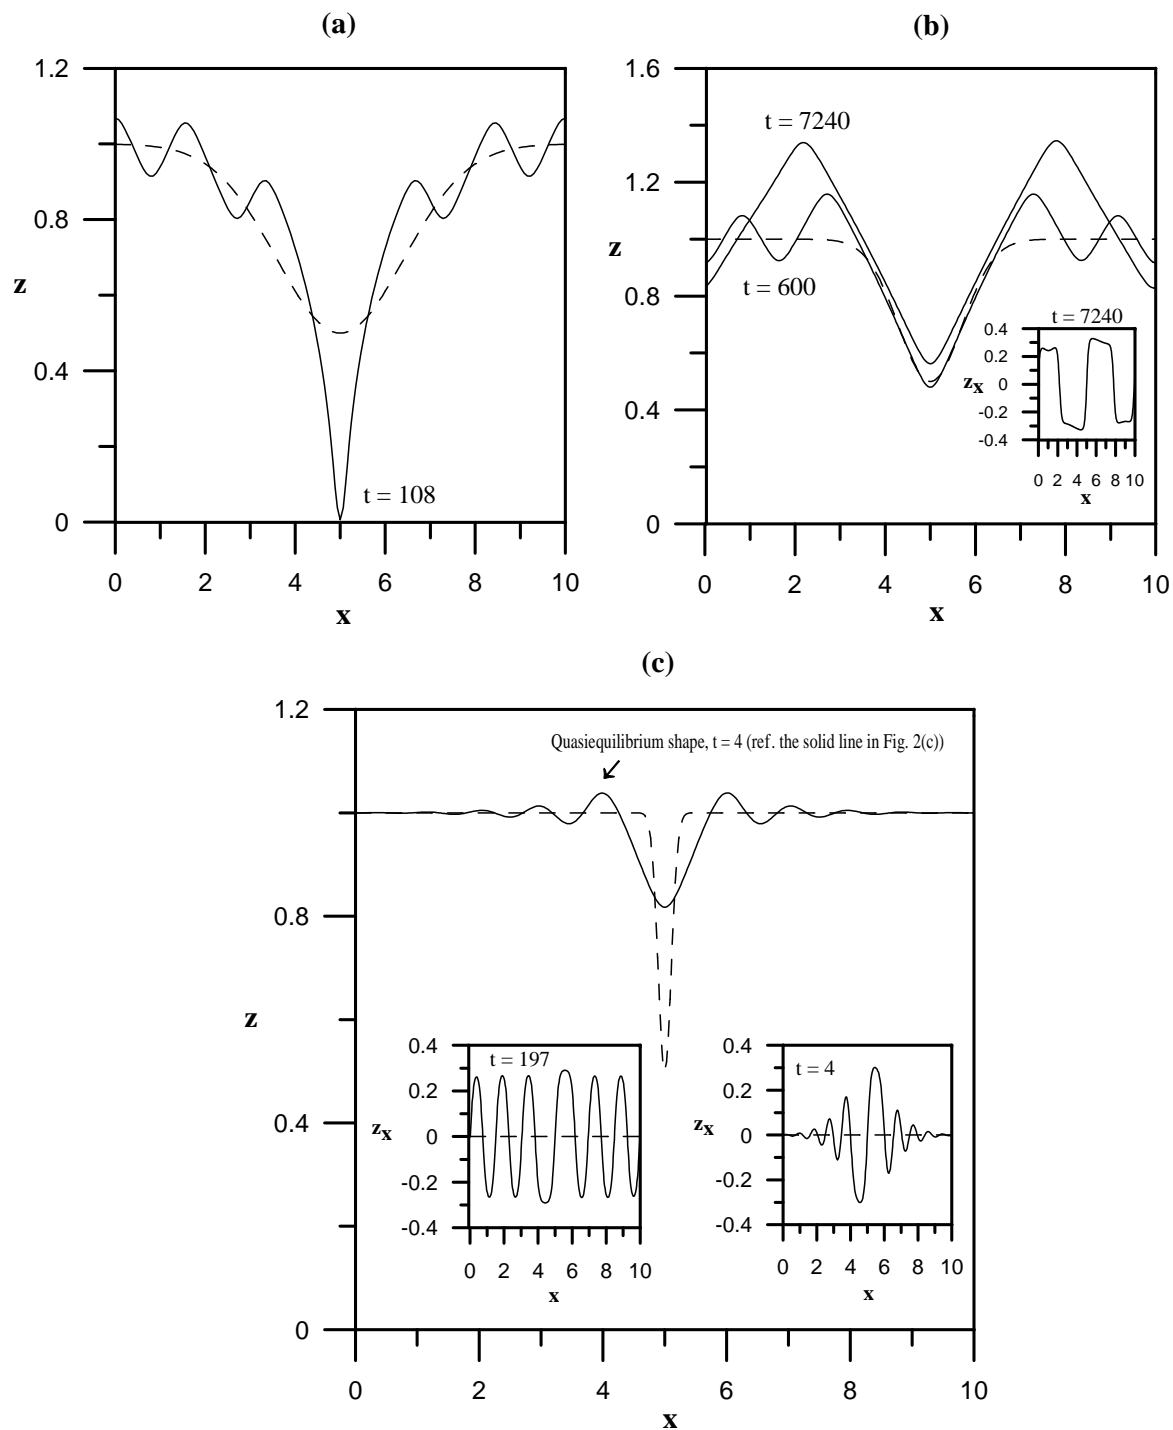 (a)
1.2
0.8
z
0.4
0
t = 108
0 2 4 6 8 10
x
(b)
1.6
t = 7240
1.2
z
0.8
t = 600
0.4
0
t = 7240
0.4
0.2
zx 0
-0.2
-0.4
0 2 4 6 8 10
x
0 2 4 6 8 10
x
(c)
1.2
Quasiequilibrium shape, t = 4 (ref. the solid line in Fig. 2(c))
0.8
z
0.4
0
t = 197
0.4
0.2
zx 0
-0.2
-0.4
0 2 4 6 8 10
x
t = 4
0.4
0.2
zx 0
-0.2
-0.4
0 2 4 6 8 10
x
0 2 4 6 8 10
x